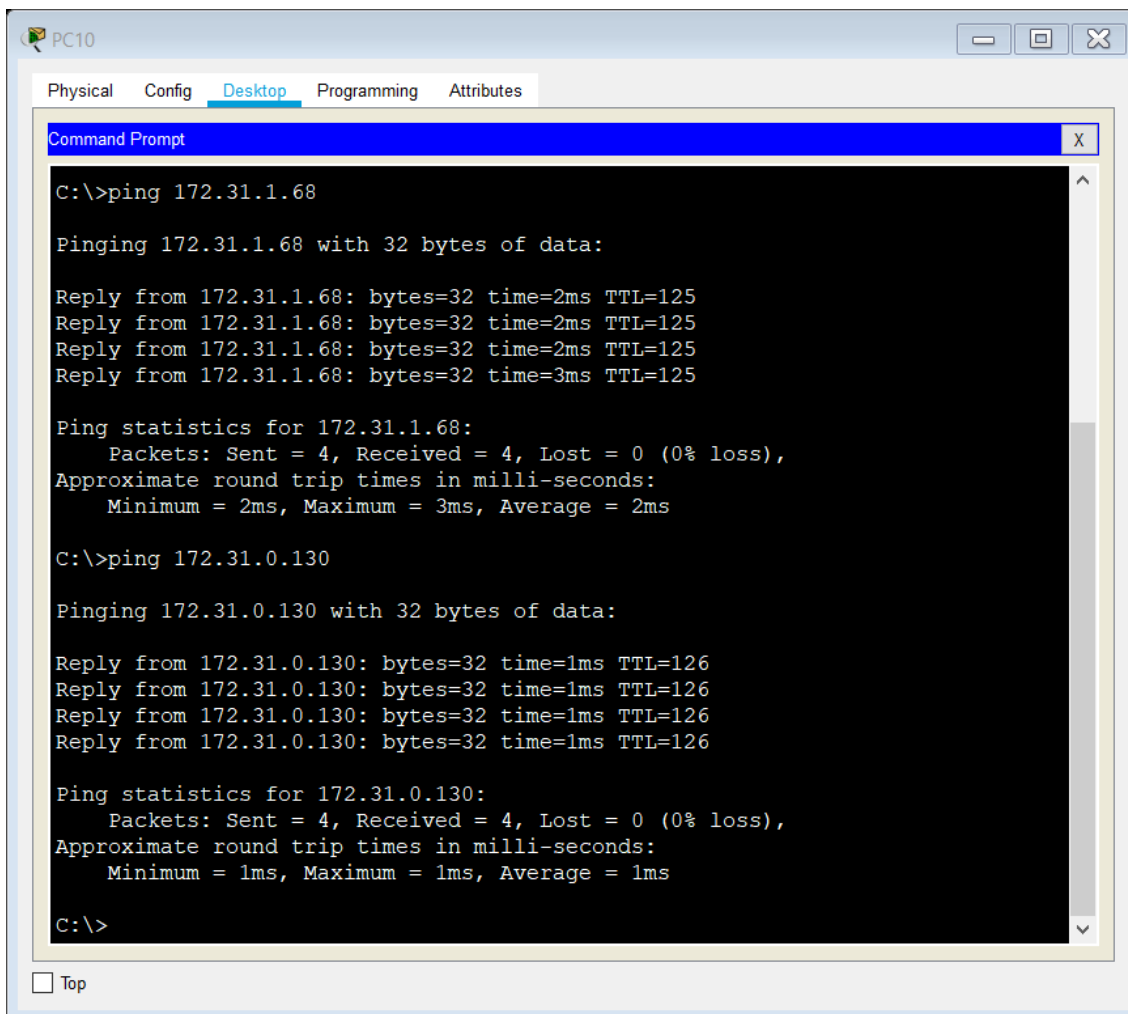 PC10
Physical Config Desktop Programming Attributes
Command Prompt
X
C:\>ping 172.31.1.68
Pinging 172.31.1.68 with 32 bytes of data:
Reply from 172.31.1.68: bytes=32 time=2ms TTL=125
Reply from 172.31.1.68: bytes=32 time=2ms TTL=125
Reply from 172.31.1.68: bytes=32 time=2ms TTL=125
Reply from 172.31.1.68: bytes=32 time=3ms TTL=125
Ping statistics for 172.31.1.68:
Packets: Sent = 4, Received = 4, Lost = 0 (0% loss),
Approximate round trip times in milli-seconds:
Minimum = 2ms, Maximum = 3ms, Average = 2ms
C:\>ping 172.31.0.130
Pinging 172.31.0.130 with 32 bytes of data:
Reply from 172.31.0.130: bytes=32 time=1ms TTL=126
Reply from 172.31.0.130: bytes=32 time=1ms TTL=126
Reply from 172.31.0.130: bytes=32 time=1ms TTL=126
Reply from 172.31.0.130: bytes=32 time=1ms TTL=126
Ping statistics for 172.31.0.130:
Packets: Sent = 4, Received = 4, Lost = 0 (0% loss),
Approximate round trip times in milli-seconds:
Minimum = 1ms, Maximum = 1ms, Average = 1ms
C:\>
Top